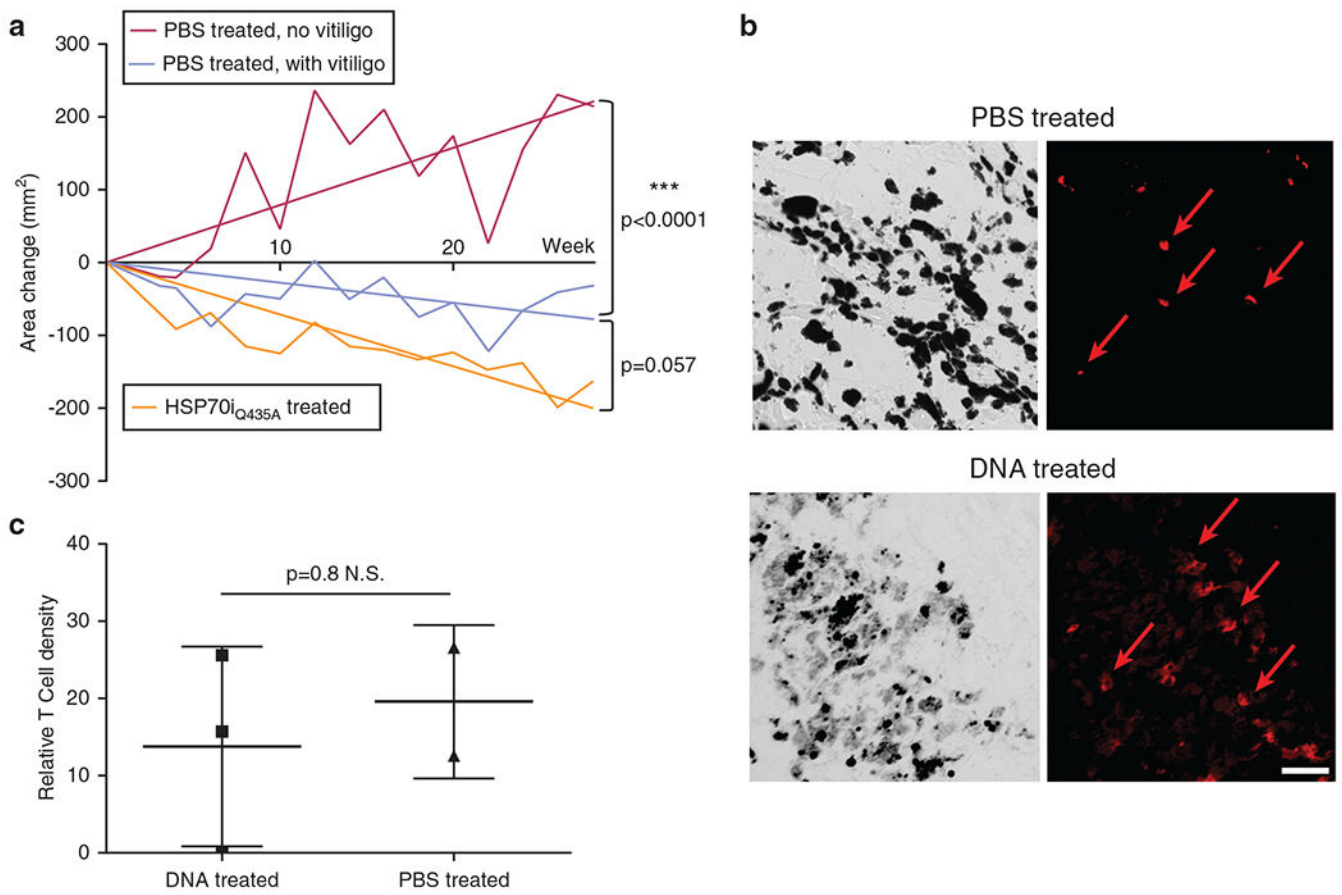 a
PBS treated, no vitiligo
PBS treated, with vitiligo
300
200
100
0
-100
-200
-300
Area change (mm²)
10
20
Week
***
p<0.0001
p=0.057
HSP70iQ435A treated
b
PBS treated
DNA treated
c
40
30
20
10
0
Relative T Cell density
p=0.8 N.S.
DNA treated
PBS treated